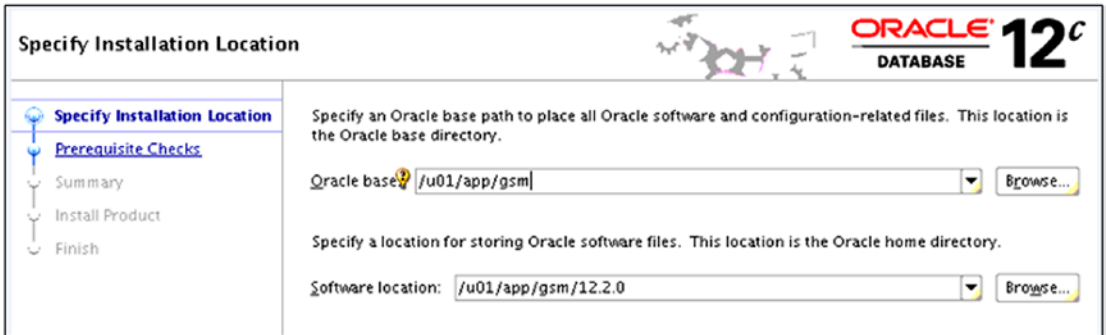 Specify Installation Location
ORACLE 12c
DATABASE
Specify Installation Location
Prerequisite Checks
Summary
Install Product
Finish
Specify an Oracle base path to place all Oracle software and configuration-related files. This location is
the Oracle base directory.
Oracle base: /u01/app/gsm Browse...
Specify a location for storing Oracle software files. This location is the Oracle home directory.
Software location: /u01/app/gsm/12.2.0 Browse...